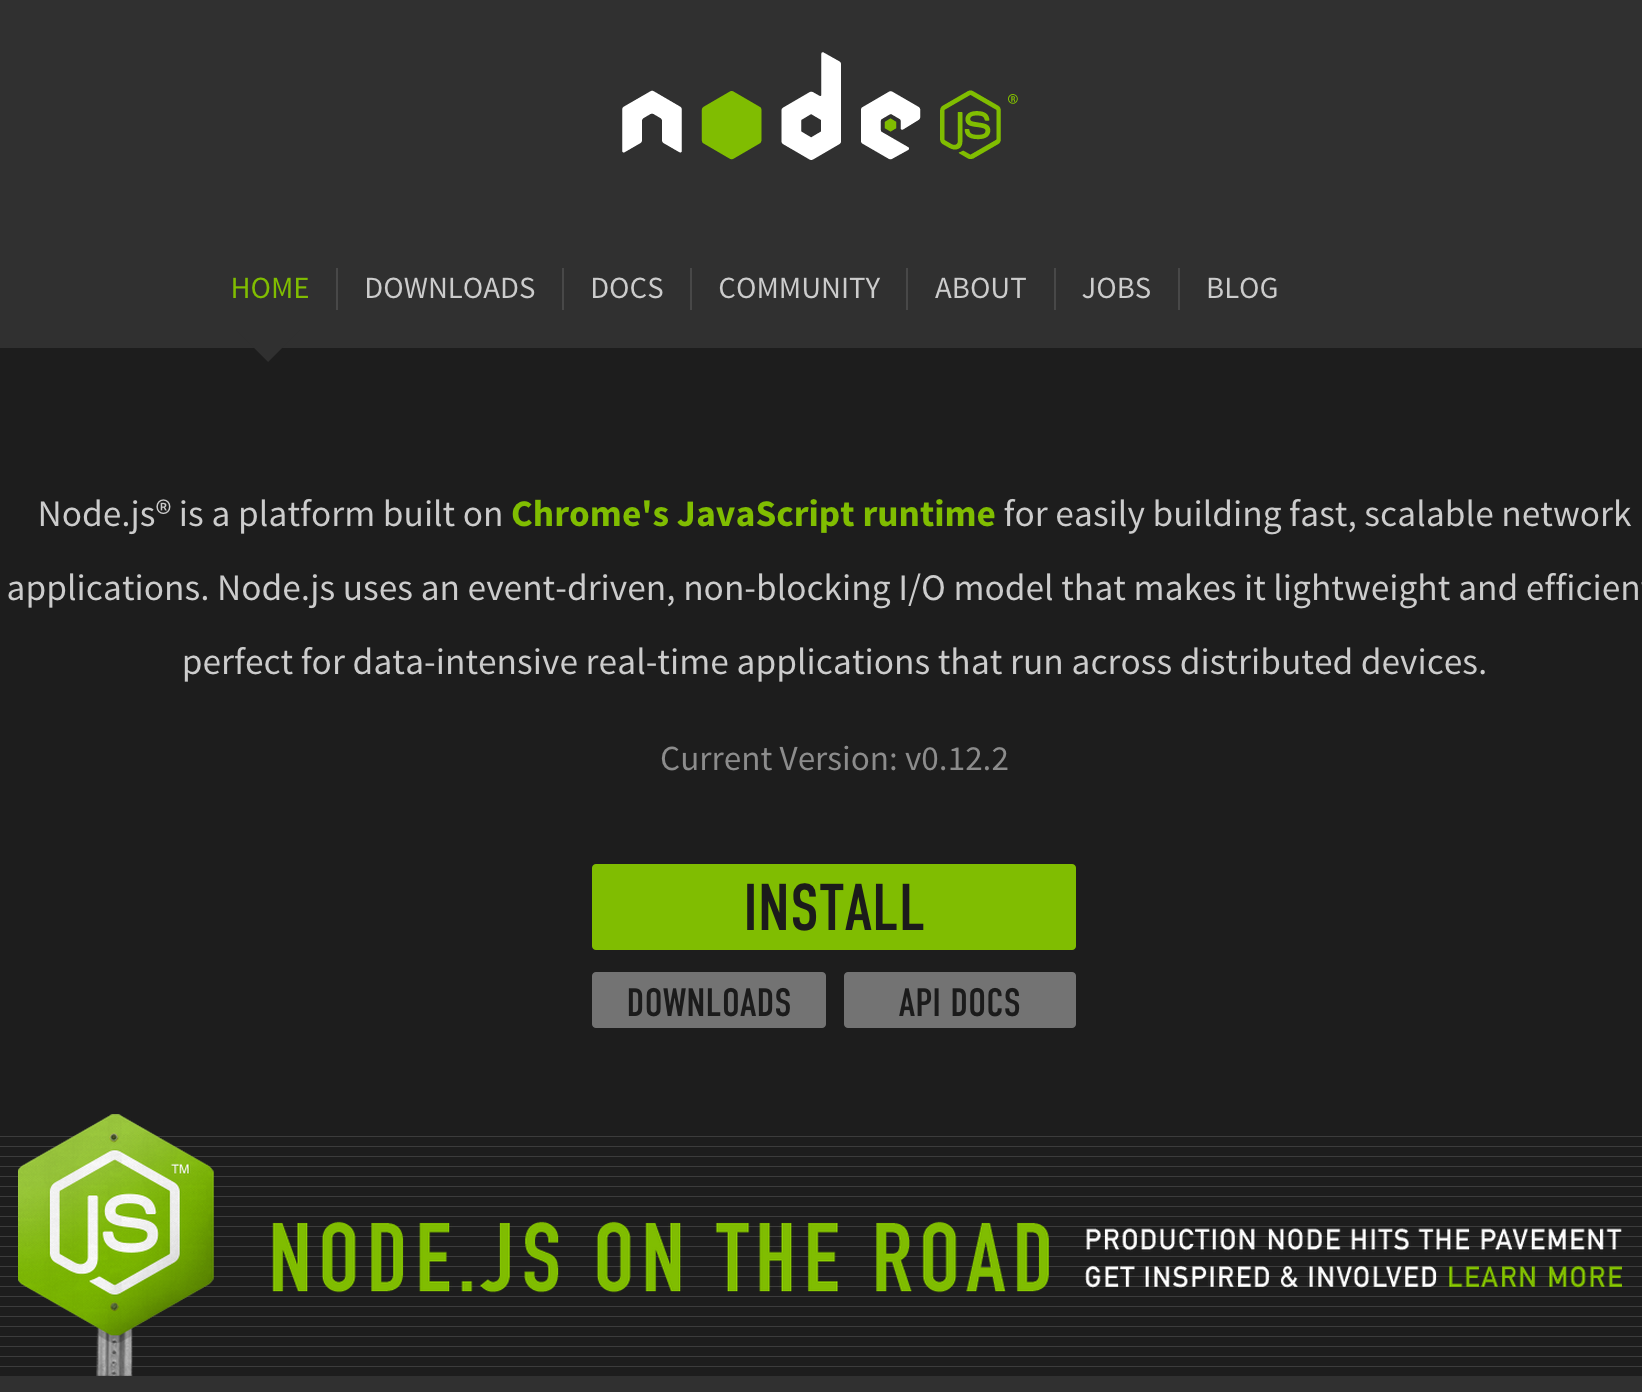 node JS ®
HOME DOWNLOADS DOCS COMMUNITY ABOUT JOBS BLOG
Node.js® is a platform built on Chrome's JavaScript runtime for easily building fast, scalable network
applications. Node.js uses an event-driven, non-blocking I/O model that makes it lightweight and efficient
perfect for data-intensive real-time applications that run across distributed devices.
Current Version: v0.12.2
INSTALL
DOWNLOADS API DOCS
JS ™
NODE.JS ON THE ROAD
PRODUCTION NODE HITS THE PAVEMENT
GET INSPIRED & INVOLVED LEARN MORE